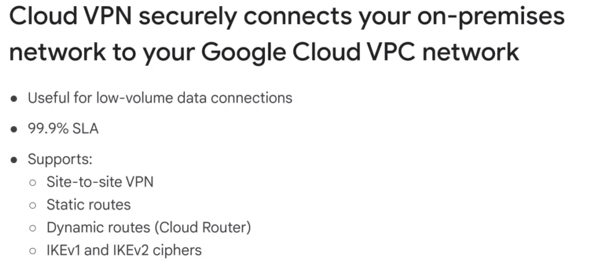 Cloud VPN securely connects your on-premises
network to your Google Cloud VPC network
● Useful for low-volume data connections
● 99.9% SLA
● Supports:
○ Site-to-site VPN
○ Static routes
○ Dynamic routes (Cloud Router)
○ IKEv1 and IKEv2 ciphers